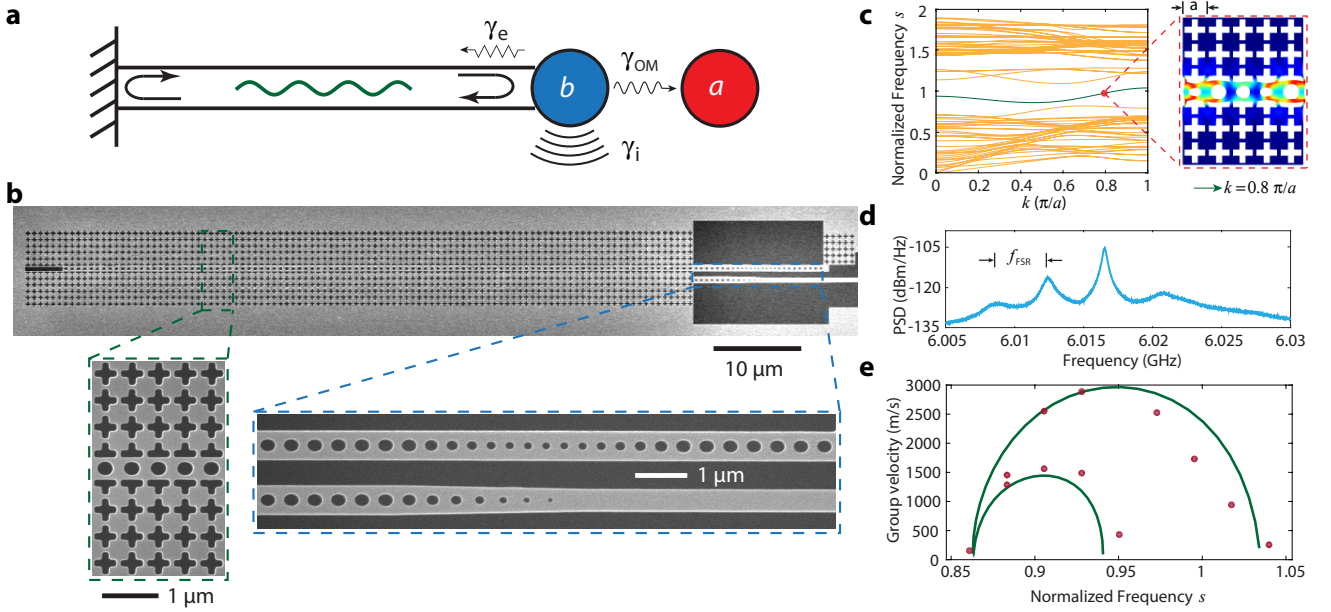 a
γe
γOM
b
a
γi
b
10 µm
1 µm
1 µm
c
Normalized Frequency s
2
1.5
1
0.5
0
0
0.2
0.4
0.6
0.8
1
k (π/a)
a
k = 0.8 π/a
d
PSD (dBm/Hz)
-105
-120
-135
fFSR
6.005
6.01
6.015
6.02
6.025
6.03
Frequency (GHz)
e
Group velocity (m/s)
3000
2500
2000
1500
1000
500
0
0.85
0.9
0.95
1
1.05
Normalized Frequency s